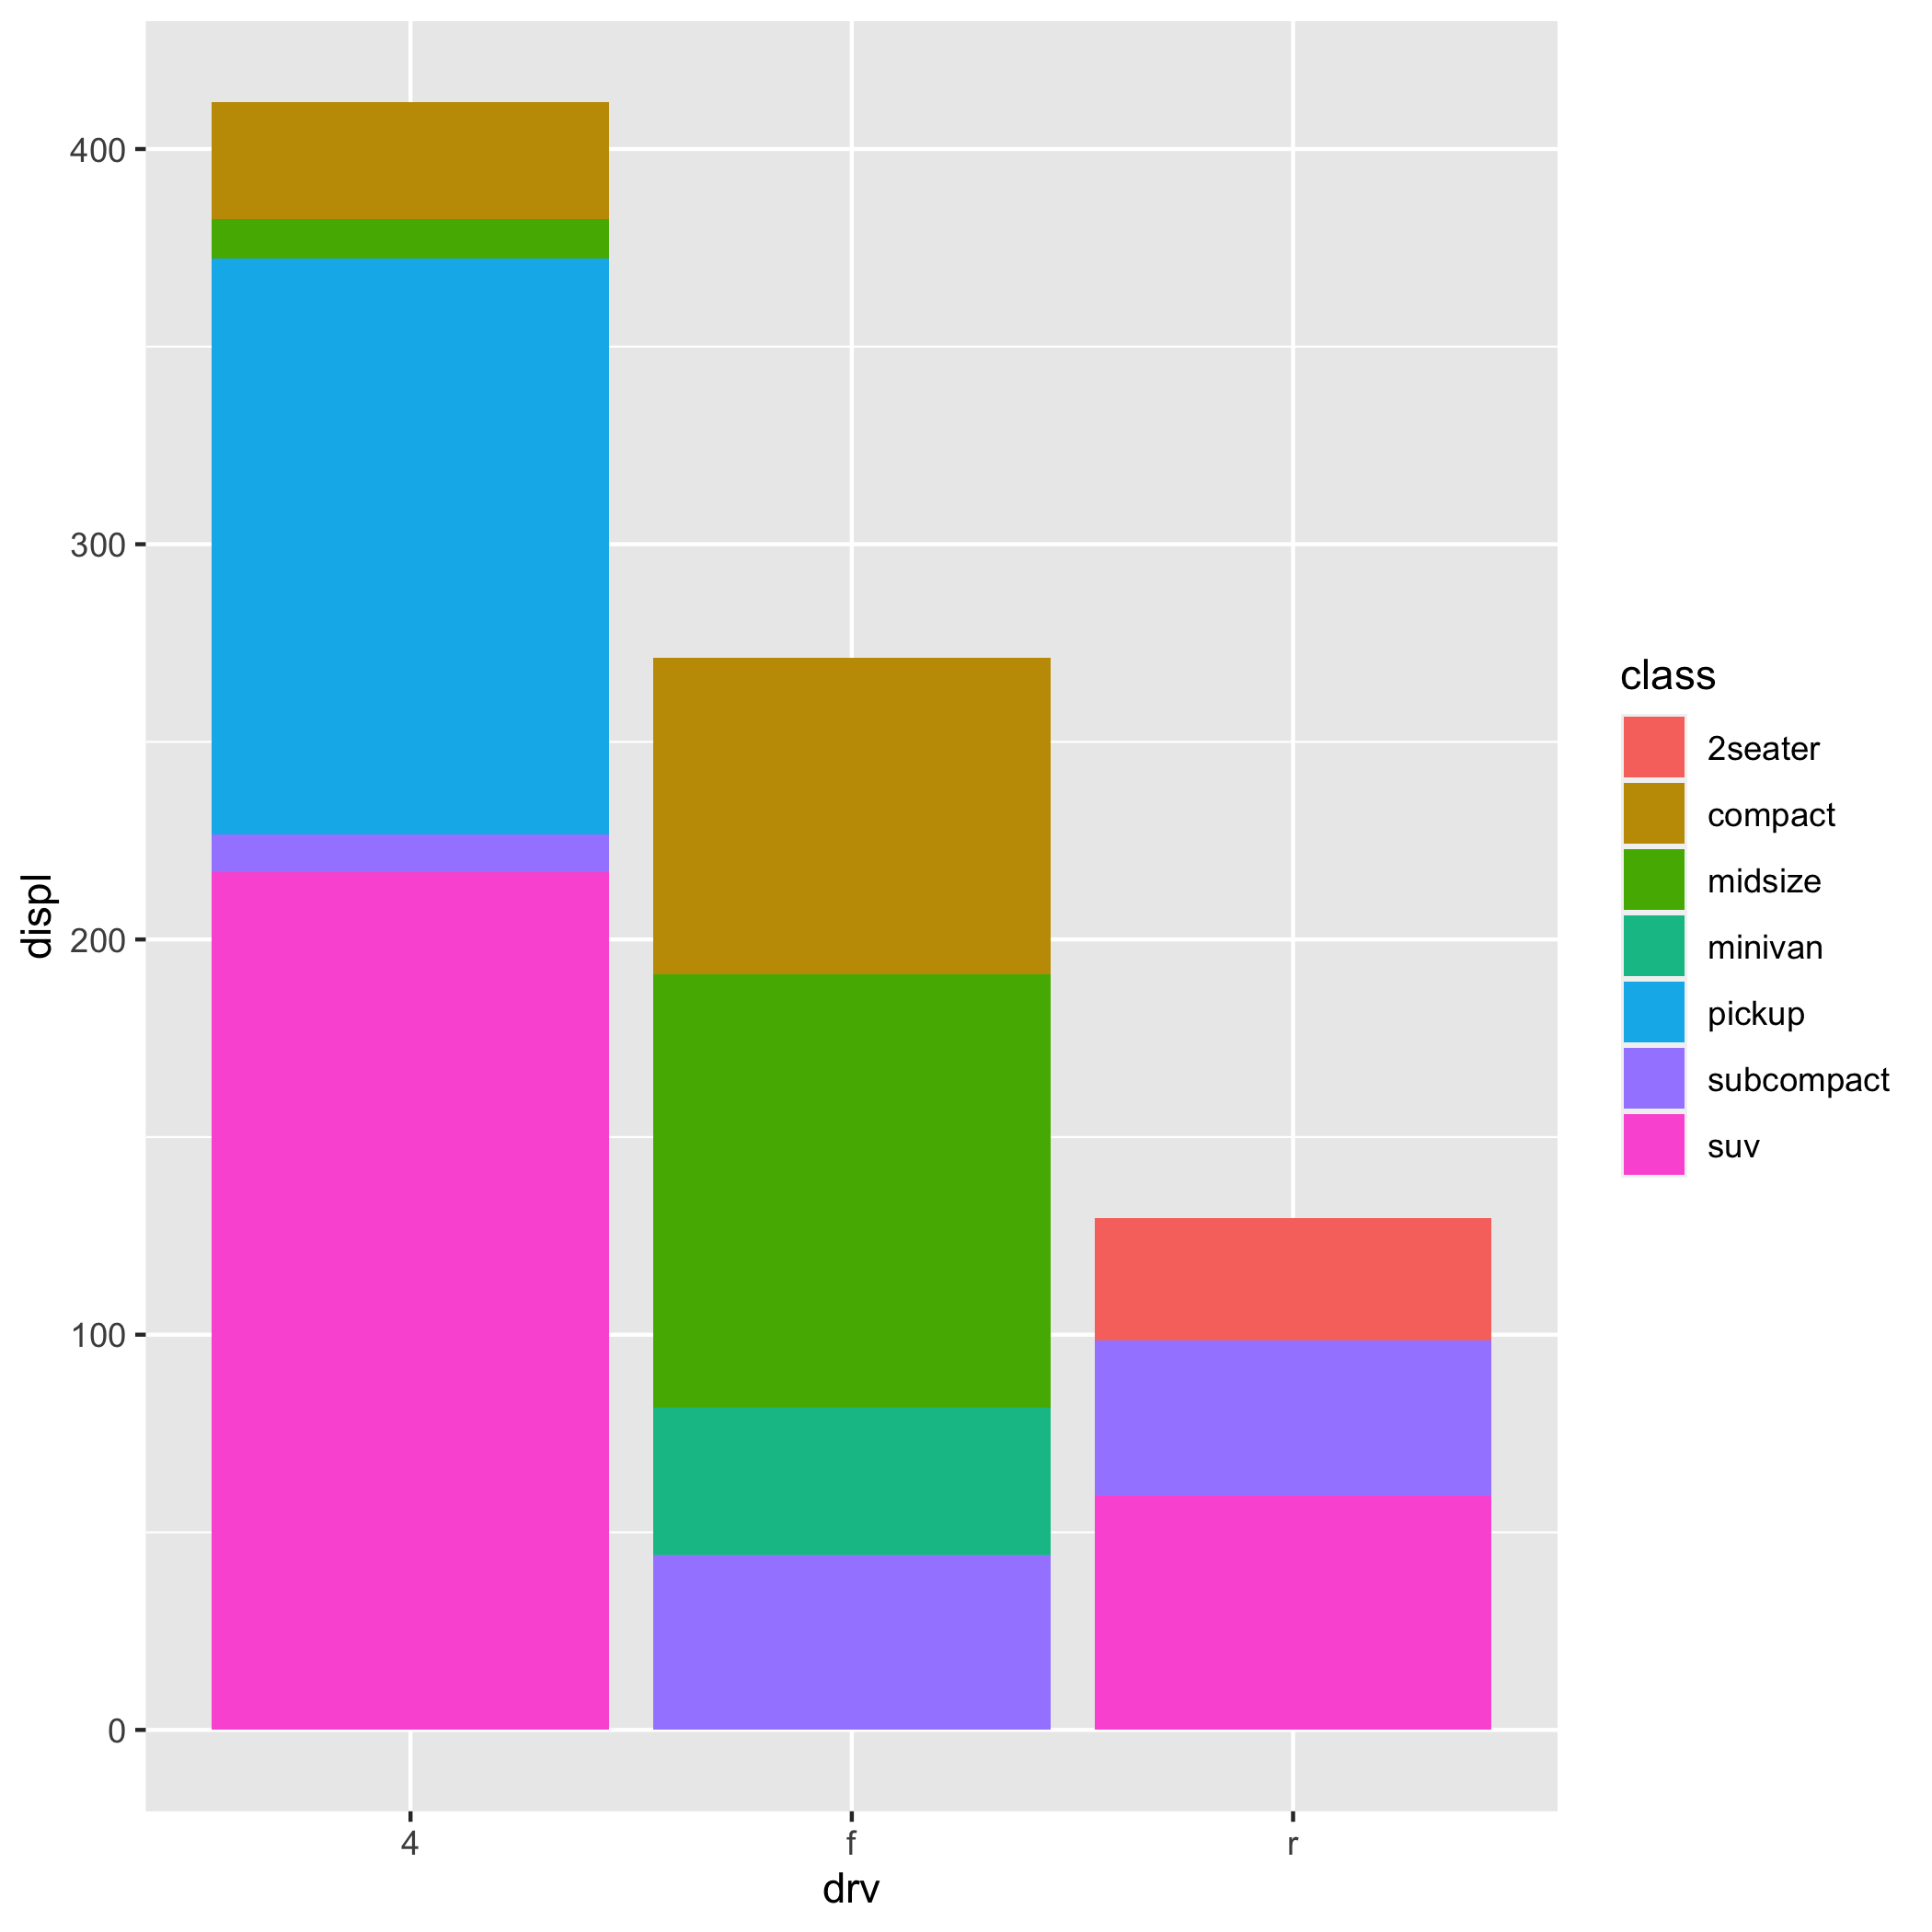 400
300
200
100
0
displ
4 f r
drv
class
2seater
compact
midsize
minivan
pickup
subcompact
suv